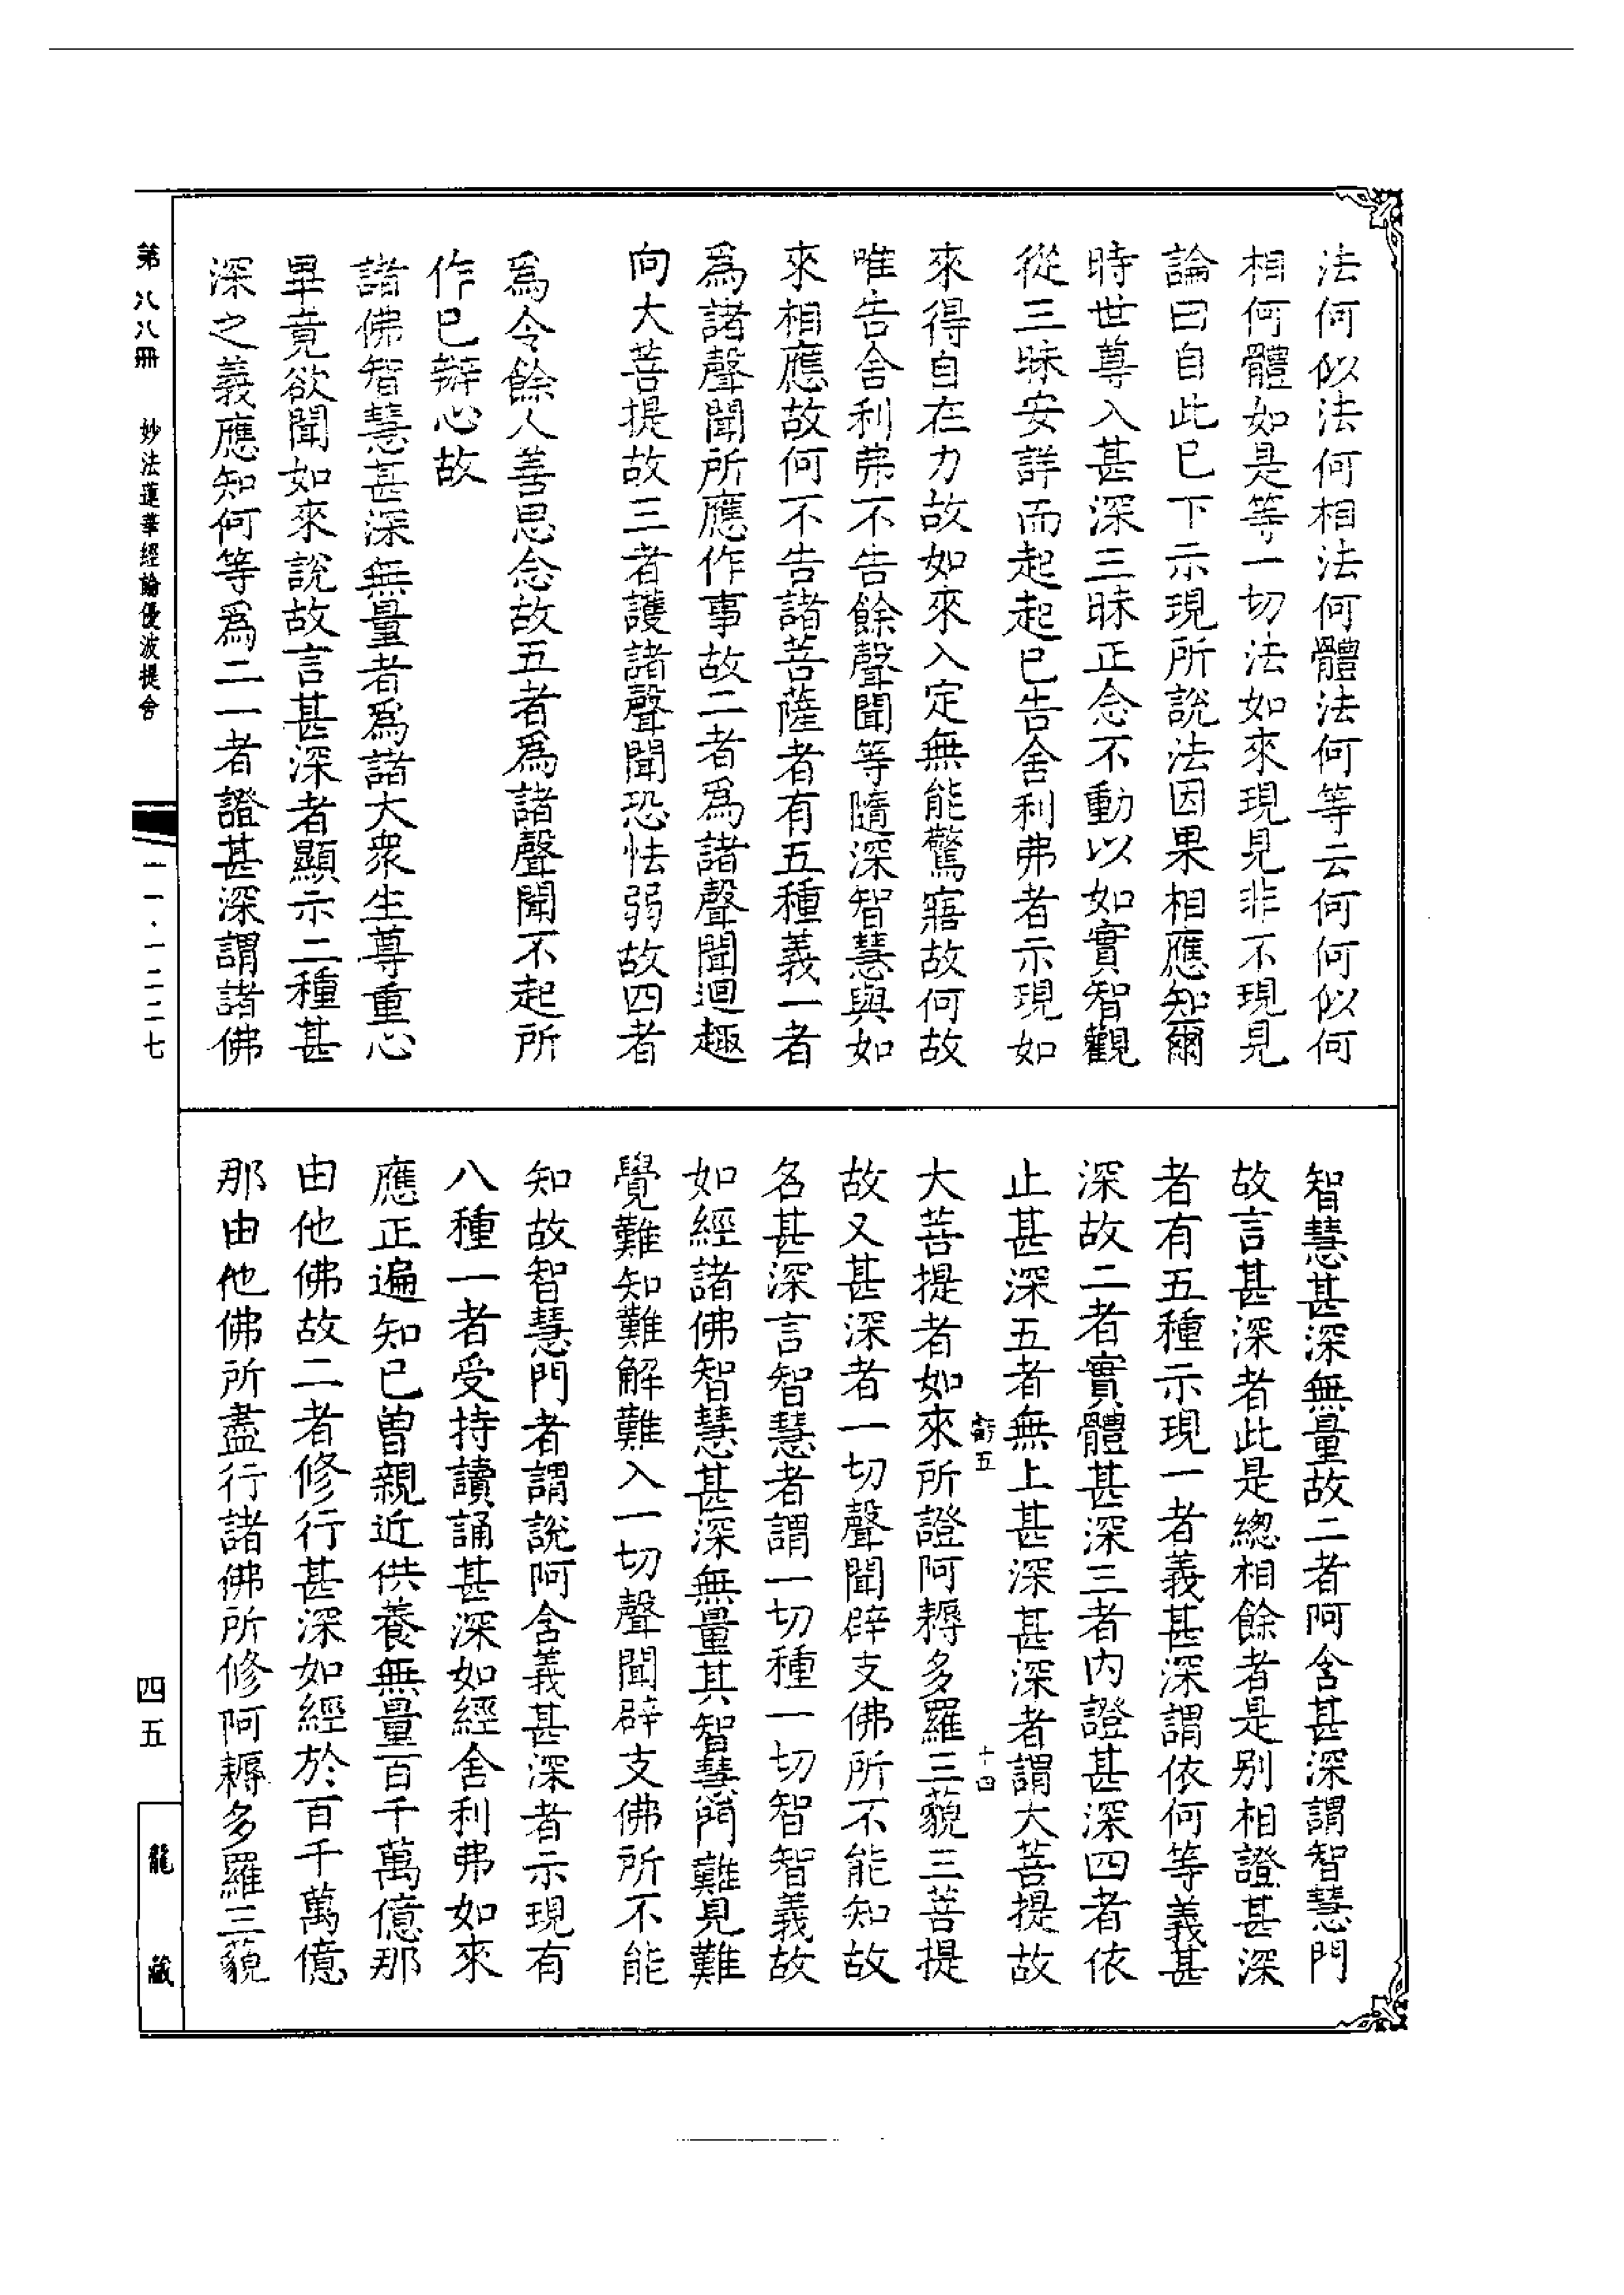 法何似法何相法何體法何等云何何似何
相何體如是等一切法如來現見非不現見
論曰自此已下示現所說法因果相應知爾
時世尊入甚深三昧正念不動以如實智觀
從三昧安詳而起起已告舍利弗者示現如
來得自在力故如來入定無能驚寤故何故
唯告舍利弗不告餘聲聞等隨深智慧與如
來相應故何不告諸菩薩者有五種義一者
為諸聲聞所應作事故二者為諸聲聞迴趣
向大菩提故三者護諸聲聞恐怯弱故四者
為令餘人善思念故五者為諸聲聞不起所
作已辦心故
諸佛智慧甚深無量者為諸大眾生尊重心
畢竟欲聞如來說故言甚深者顯示二種甚
深之義應知何等為二一者證甚深謂諸佛
智慧甚深無量故二者阿含甚深謂智慧門
故言甚深者此是總相餘者是別相證甚深
者有五種示現一者義甚深謂依何等義甚
深故二者實體甚深三者內證甚深四者依
止甚深五者無上甚深甚深者謂大菩提故
五 十四
大菩提者如來所證阿耨多羅三藐三菩提
故又甚深者一切聲聞辟支佛所不能知故
名甚深言智慧者謂一切種一切智智義故
如經諸佛智慧甚深無量其智慧門難見難
覺難知難解難入一切聲聞辟支佛所不能
知故智慧門者謂說阿含義甚深者示現有
八種一者受持讀誦甚深如經舍利弗如來
應正遍知已曾親近供養無量百千萬億那
由他佛故二者修行甚深如經於百千萬億
那由他佛所盡行諸佛所修阿耨多羅三藐
第八八冊 妙法蓮華經論優波提舍 一一·一二二七 四五 龍藏